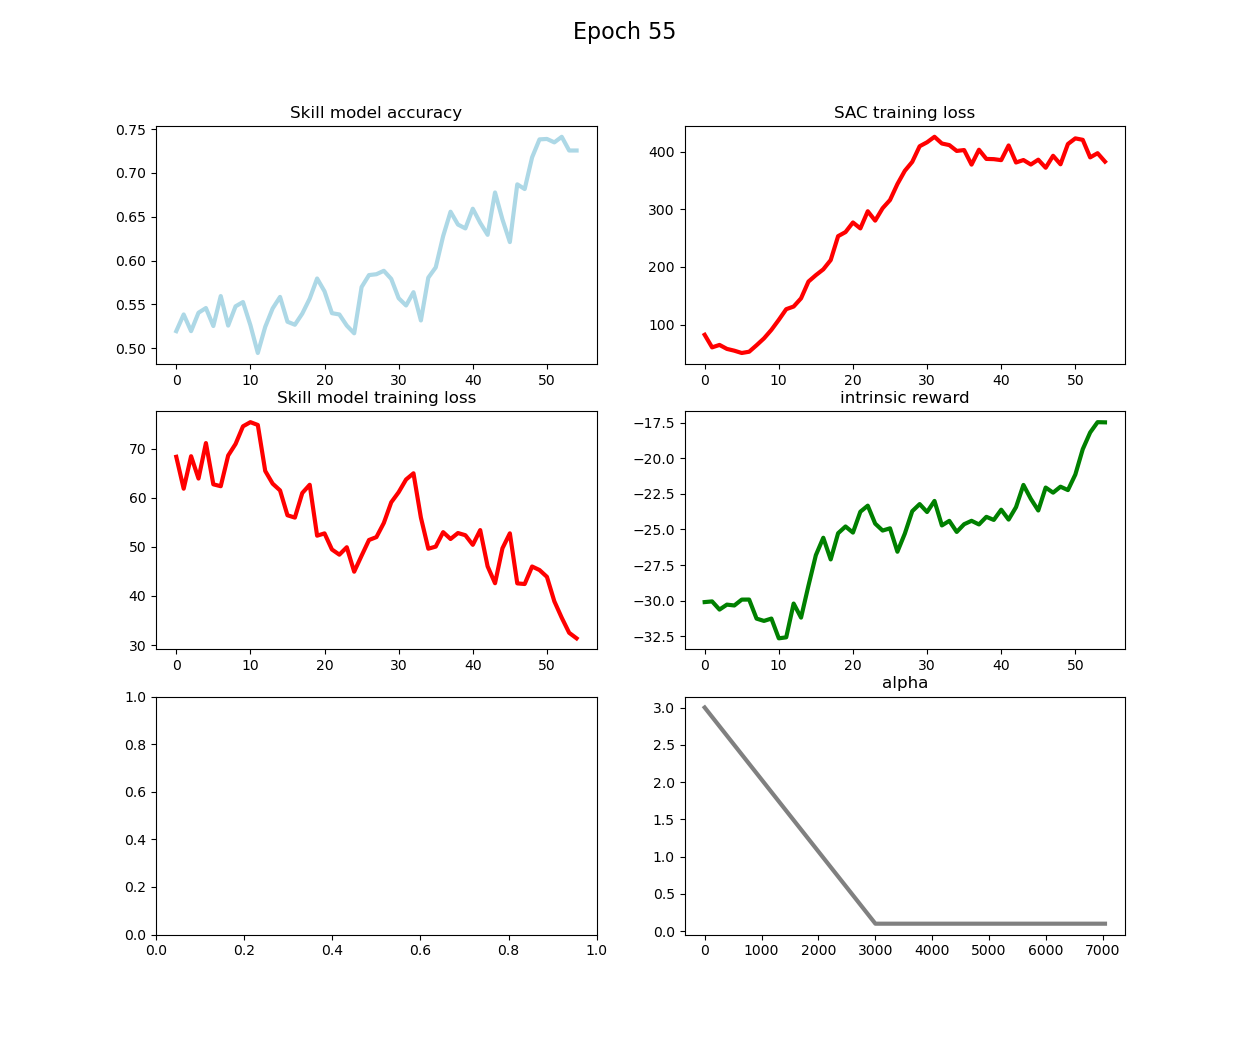 Epoch 55
Skill model accuracy
0.75
0.70
0.65
0.60
0.55
0.50
0 10 20 30 40 50
SAC training loss
400
300
200
100
0 10 20 30 40 50
Skill model training loss
70
60
50
40
30
0 10 20 30 40 50
intrinsic reward
−17.5
−20.0
−22.5
−25.0
−27.5
−30.0
−32.5
0 10 20 30 40 50
1.0
0.8
0.6
0.4
0.2
0.0
0.0 0.2 0.4 0.6 0.8 1.0
alpha
3.0
2.5
2.0
1.5
1.0
0.5
0.0
0 1000 2000 3000 4000 5000 6000 7000